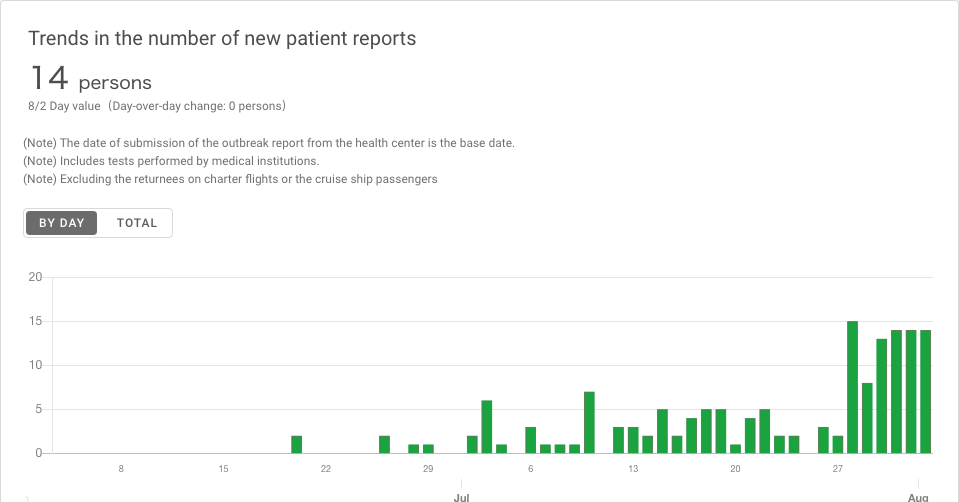 Trends in the number of new patient reports
14 persons
8/2 Day value（Day-over-day change: 0 persons）
(Note) The date of submission of the outbreak report from the health center is the base date.
(Note) Includes tests performed by medical institutions.
(Note) Excluding the returnees on charter flights or the cruise ship passengers
BY DAY TOTAL
20
15
10
5
0
8 15 22 29 6 13 20 27
Jul Aug